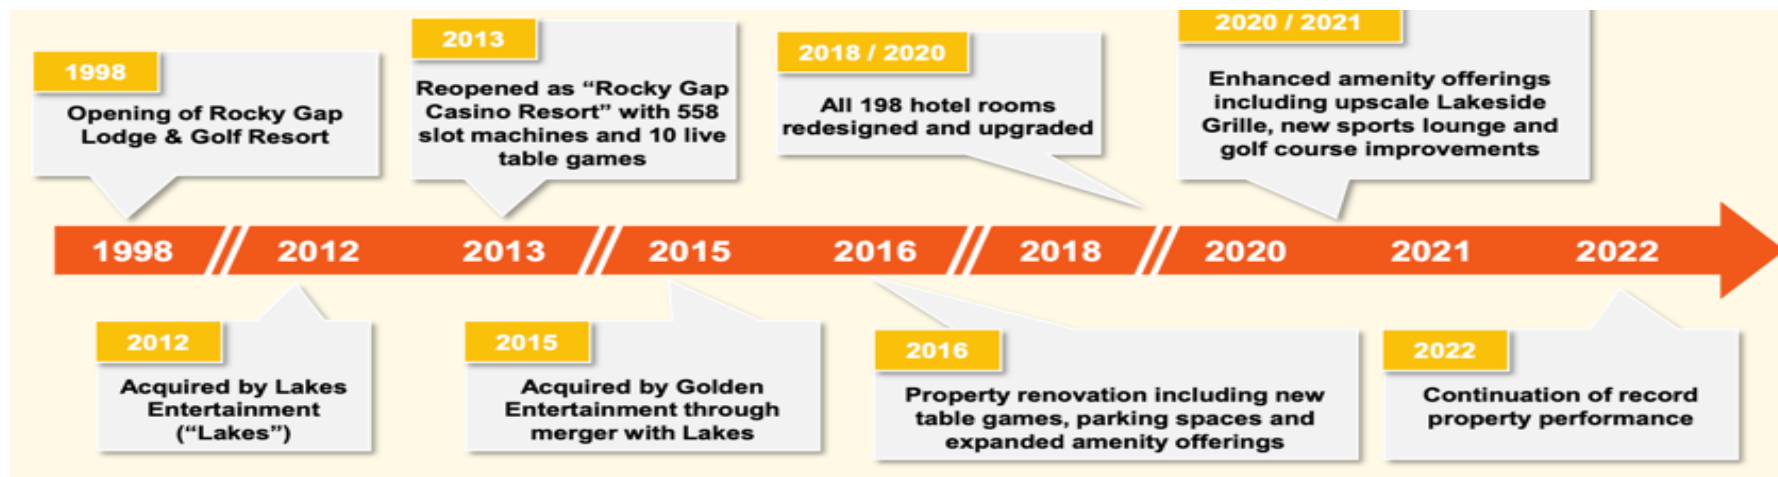 1998
Opening of Rocky Gap
Lodge & Golf Resort
2013
Reopened as “Rocky Gap
Casino Resort” with 558
slot machines and 10 live
table games
2018 / 2020
All 198 hotel rooms
redesigned and upgraded
2020 / 2021
Enhanced amenity offerings
including upscale Lakeside
Grille, new sports lounge and
golf course improvements
1998 // 2012 2013 // 2015 2016 // 2018 // 2020 2021 2022
2012
Acquired by Lakes
Entertainment
(“Lakes”)
2015
Acquired by Golden
Entertainment through
merger with Lakes
2016
Property renovation including new
table games, parking spaces and
expanded amenity offerings
2022
Continuation of record
property performance